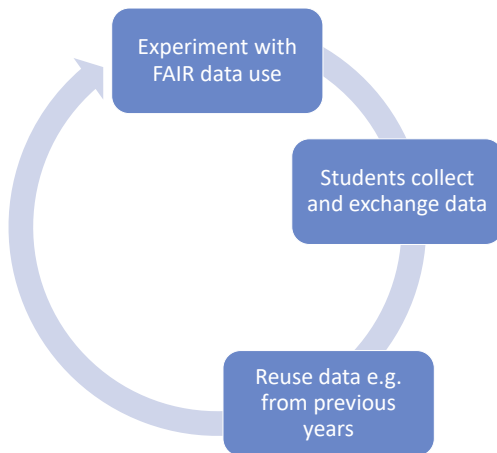 Experiment with
FAIR data use
Students collect
and exchange data
Reuse data e.g.
from previous
years